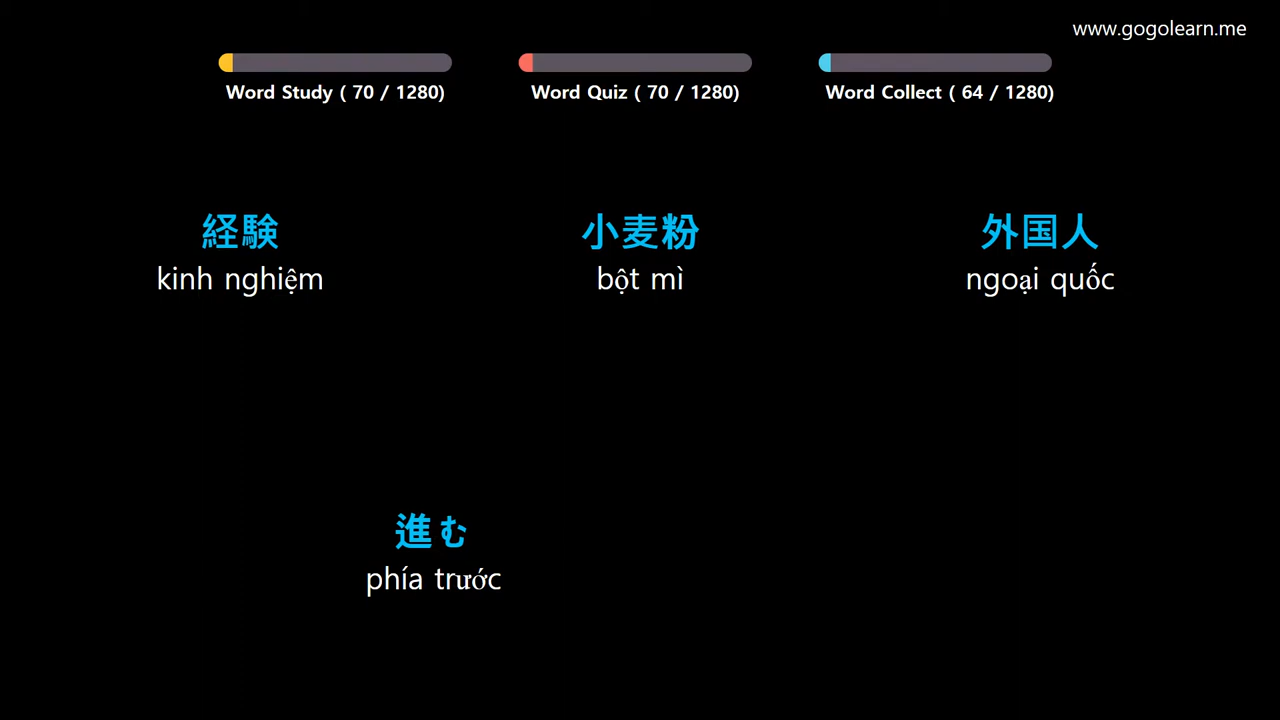 www.gogolearn.me
Word Study ( 70 / 1280)
Word Quiz ( 70 / 1280)
Word Collect ( 64 / 1280)
経験
kinh nghiệm
小麦粉
bột mì
外国人
ngoại quốc
進む
phía trước